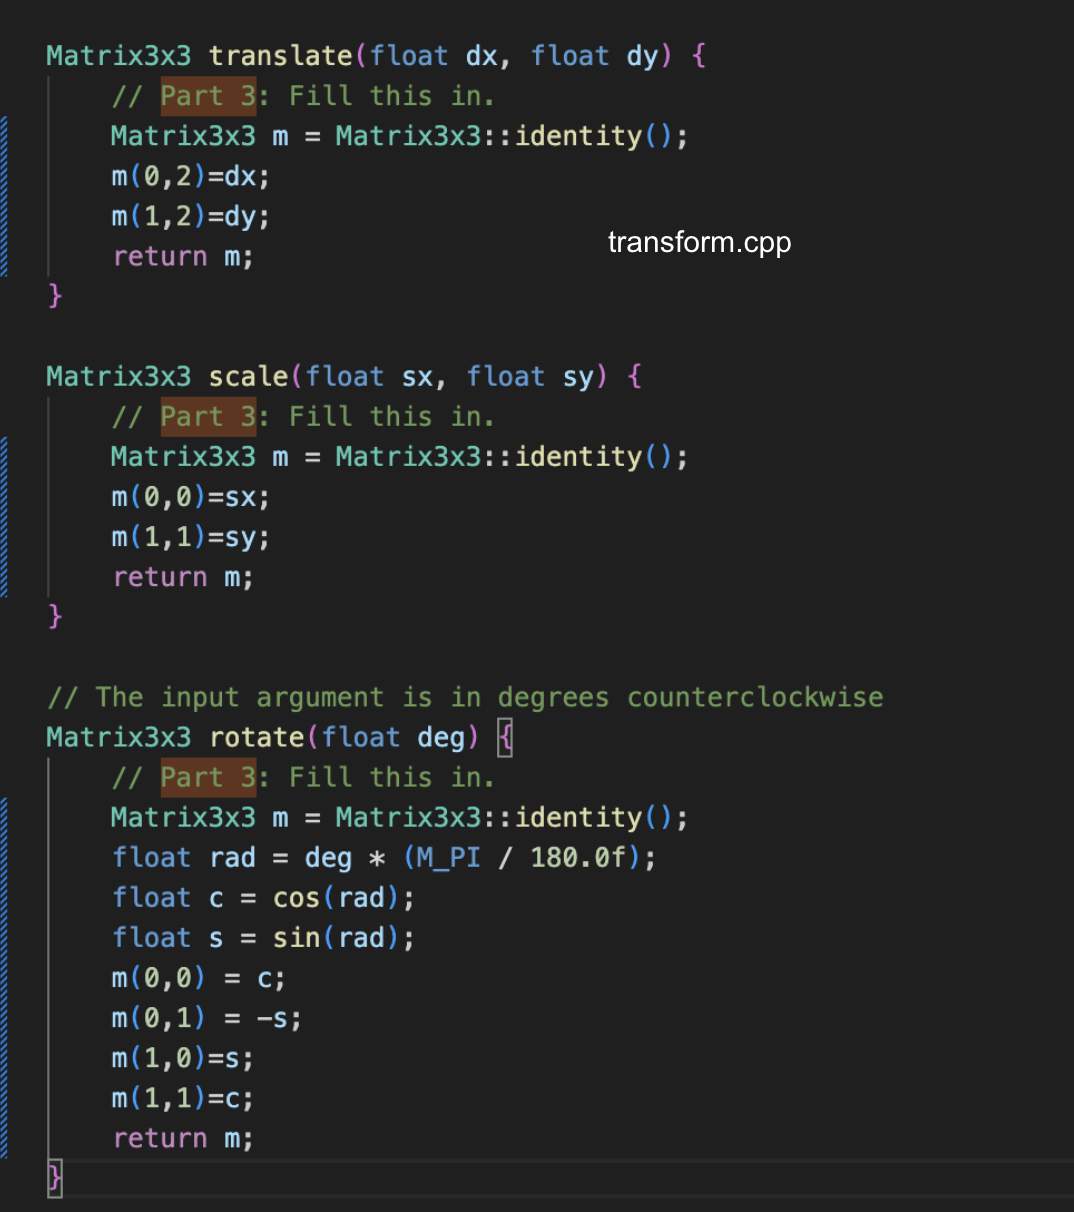 Matrix3x3 translate(float dx, float dy) {
// Part 3: Fill this in.
Matrix3x3 m = Matrix3x3::identity();
m(0,2)=dx;
m(1,2)=dy;
transform.cpp
return m;
}
Matrix3x3 scale(float sx, float sy) {
// Part 3: Fill this in.
Matrix3x3 m = Matrix3x3::identity();
m(0,0)=sx;
m(1,1)=sy;
return m;
}
// The input argument is in degrees counterclockwise
Matrix3x3 rotate(float deg) {
// Part 3: Fill this in.
Matrix3x3 m = Matrix3x3::identity();
float rad = deg * (M_PI / 180.0f);
float c = cos(rad);
float s = sin(rad);
m(0,0) = c;
m(0,1) = -s;
m(1,0)=s;
m(1,1)=c;
return m;
}